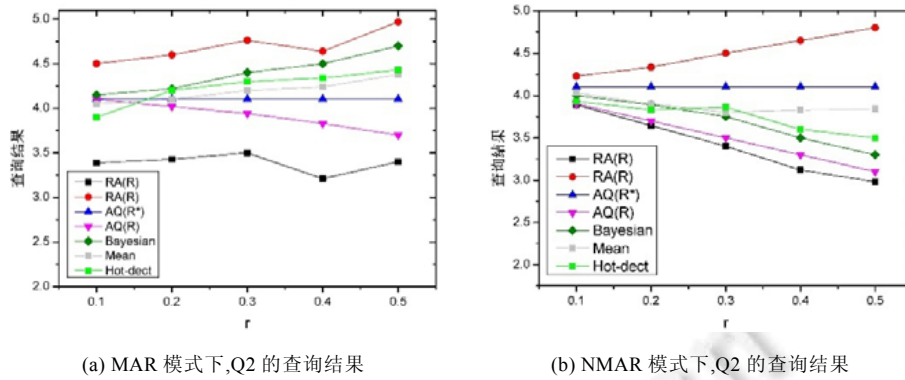 5.0
4.5
4.0
3.5
3.0
2.5
2.0
查询结果
RA(R)
RA(R)
AQ(R*)
AQ(R)
Bayesian
Mean
Hot-dect
0.1 0.2 0.3 0.4 0.5
r
(a) MAR 模式下,Q2 的查询结果
5.0
4.5
4.0
3.5
3.0
2.5
2.0
查询结果
RA(R)
RA(R)
AQ(R*)
AQ(R)
Bayesian
Mean
Hot-dect
0.1 0.2 0.3 0.4 0.5
r
(b) NMAR 模式下,Q2 的查询结果